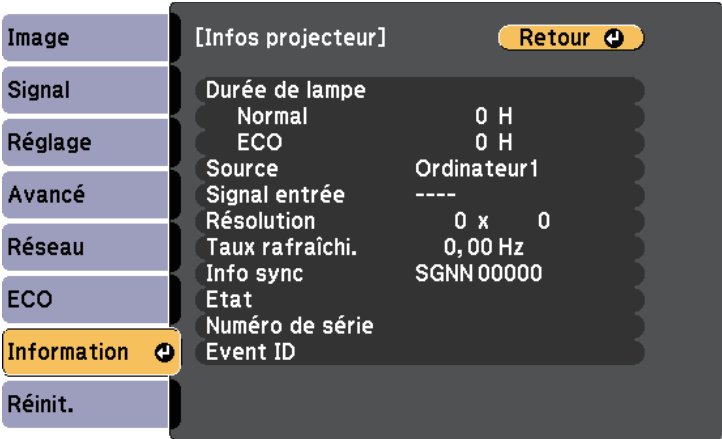 Image
Signal
Réglage
Avancé
Réseau
ECO
Information
Réinit.
[Infos projecteur]
Retour
Durée de lampe
Normal 0 H
ECO 0 H
Source Ordinateur1
Signal entrée ----
Résolution 0 x 0
Taux rafraîchi. 0,00 Hz
Info sync SGNN 00000
Etat
Numéro de série
Event ID